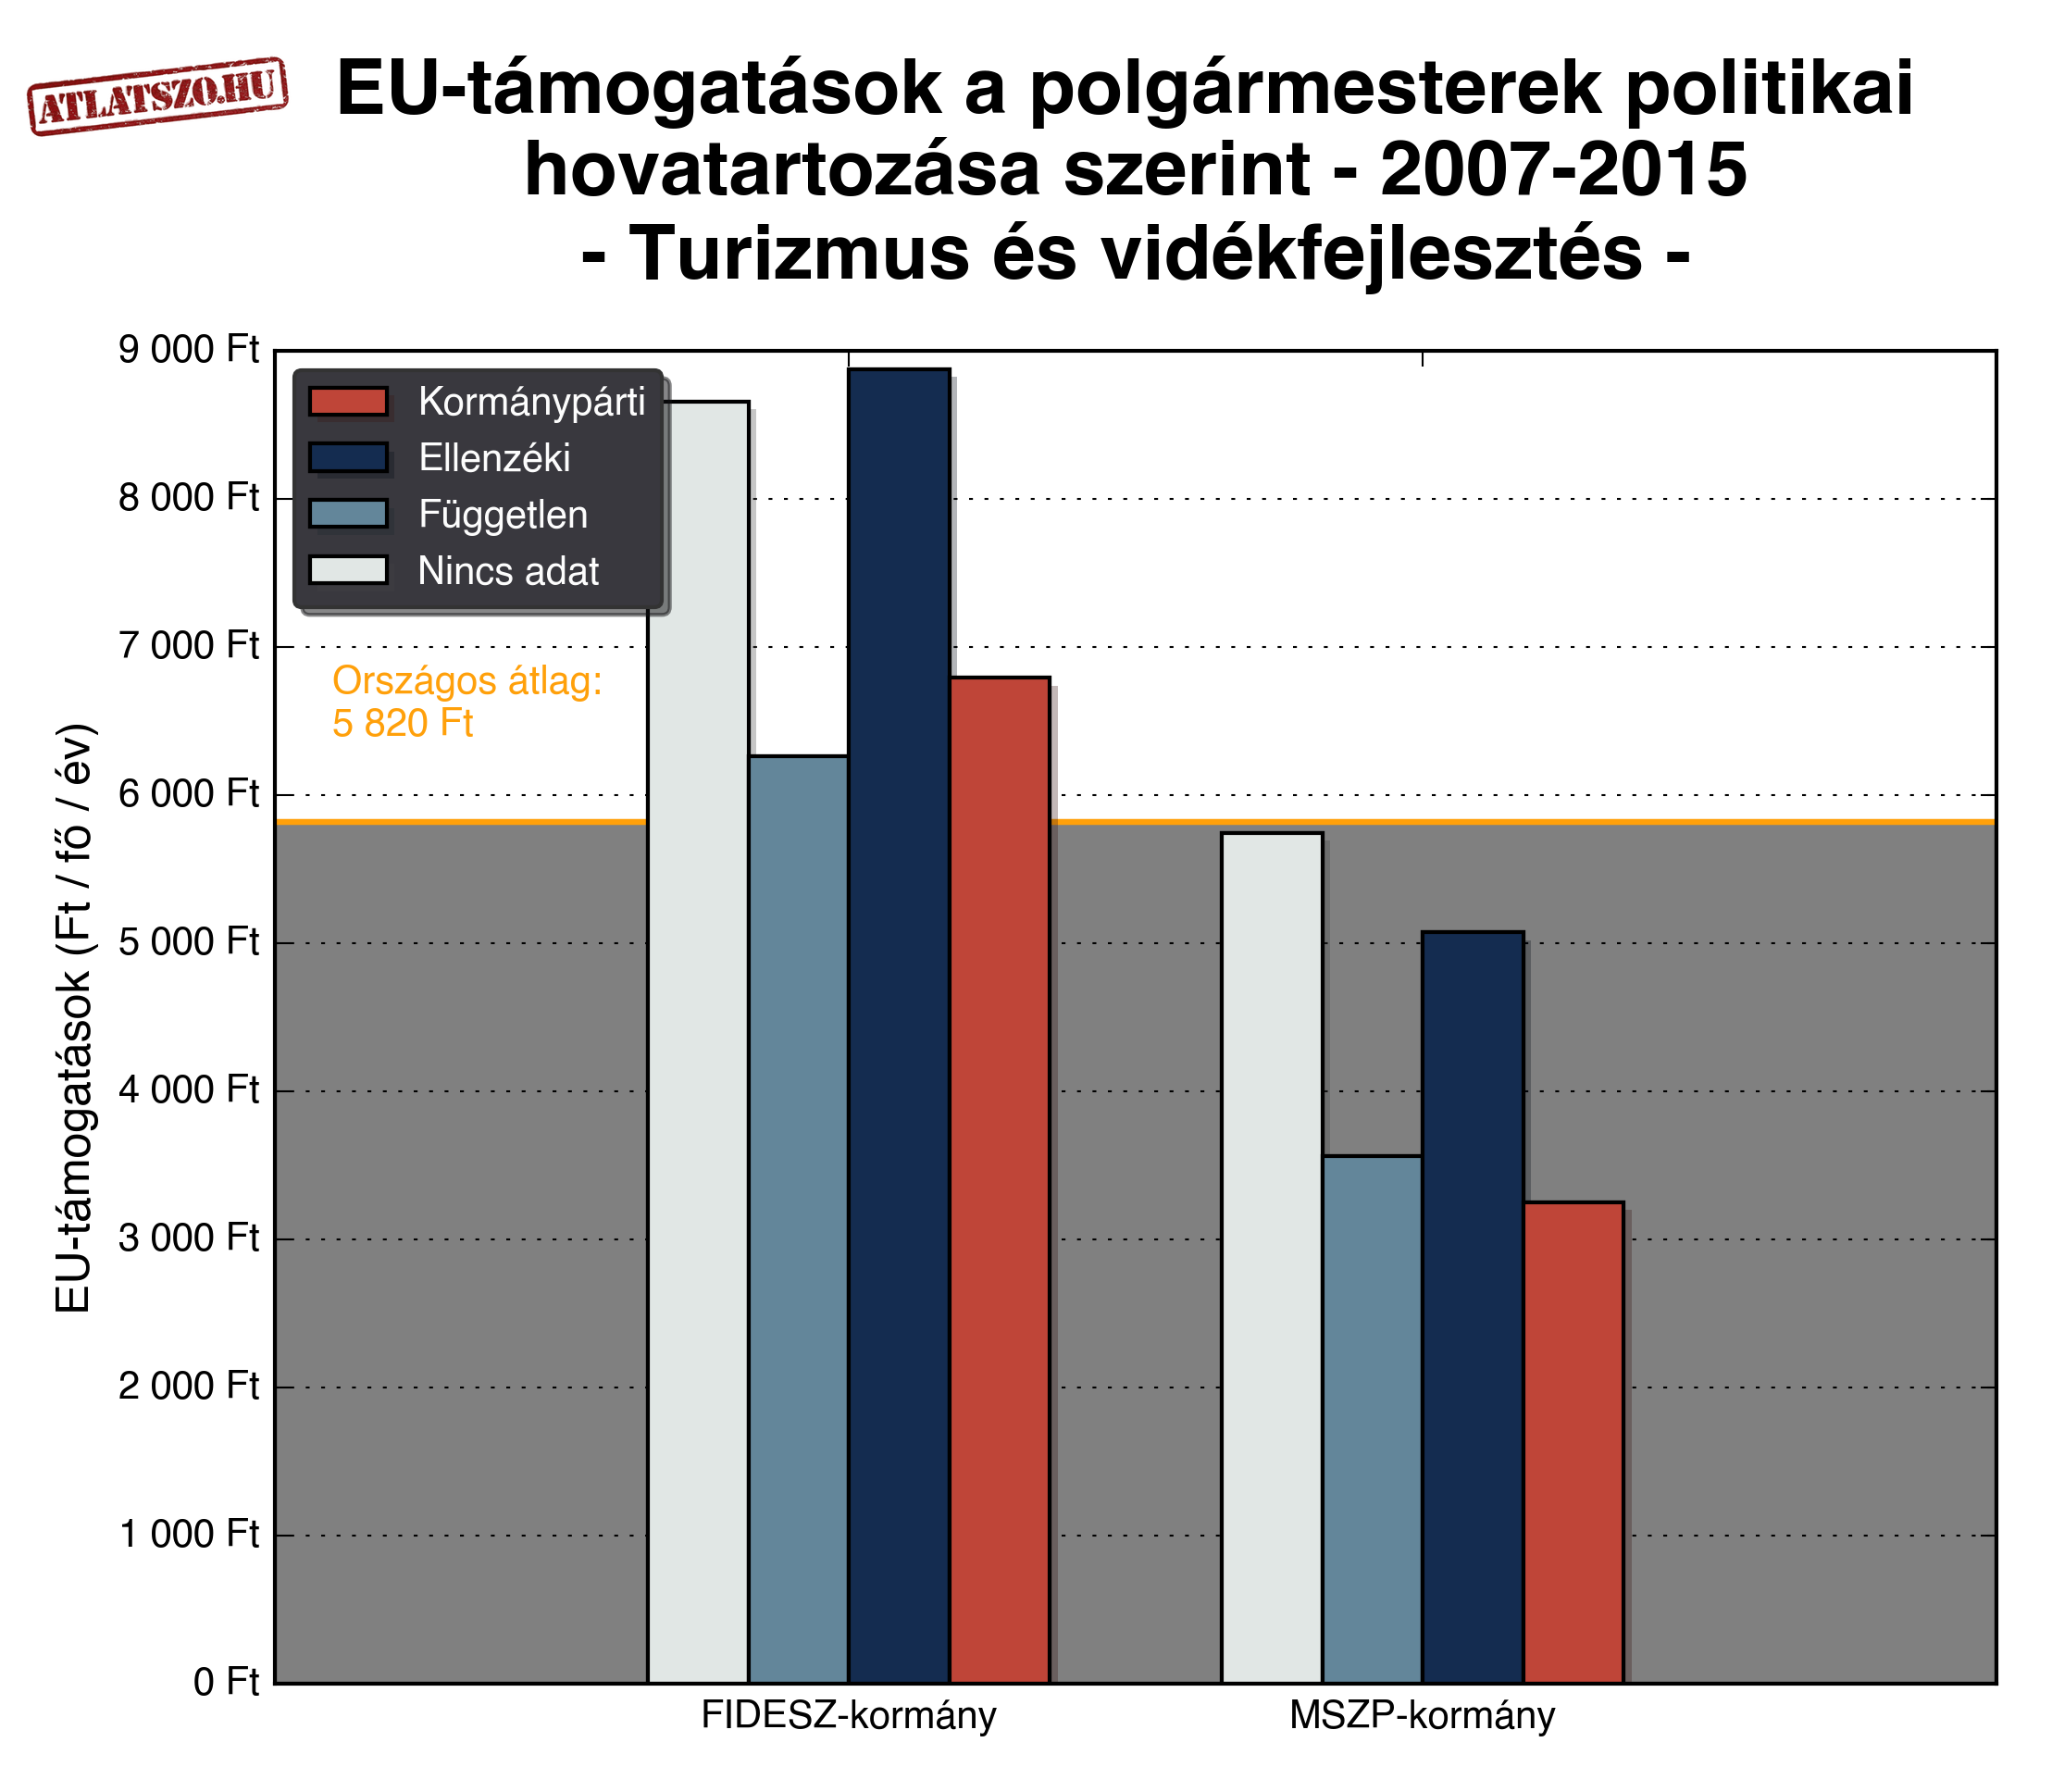 ATLATSZO.HU
EU-támogatások a polgármesterek politikai
hovatartozása szerint - 2007-2015
- Turizmus és vidékfejlesztés -
EU-támogatások (Ft / fő / év)
9 000 Ft
8 000 Ft
7 000 Ft
6 000 Ft
5 000 Ft
4 000 Ft
3 000 Ft
2 000 Ft
1 000 Ft
0 Ft
Kormánypárti
Ellenzéki
Független
Nincs adat
Országos átlag:
5 820 Ft
FIDESZ-kormány
MSZP-kormány